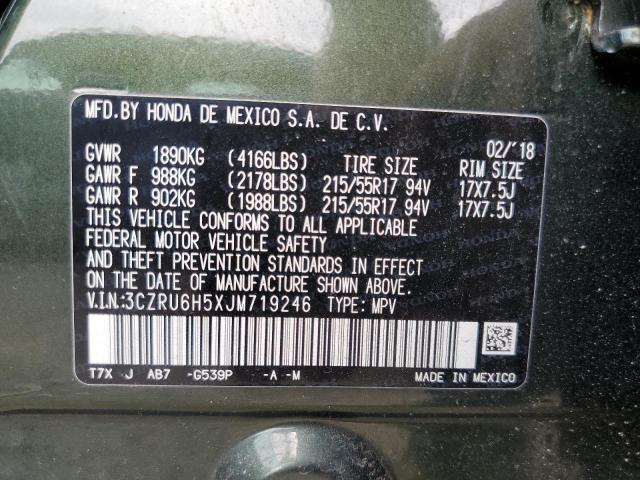 MFD.BY HONDA DE MEXICO S.A. DE C.V.
02/'18
GVWR 1890KG (4166LBS) TIRE SIZE RIM SIZE
GAWR F 988KG (2178LBS) 215/55R17 94V 17X7.5J
GAWR R 902KG (1988LBS) 215/55R17 94V 17X7.5J
THIS VEHICLE CONFORMS TO ALL APPLICABLE
FEDERAL MOTOR VEHICLE SAFETY
AND THEFT PREVENTION STANDARDS IN EFFECT
ON THE DATE OF MANUFACTURE SHOWN ABOVE.
V.I.N.:3CZRU6H5XJM719246 TYPE: MPV
T7X J AB7 -G539P -A -M MADE IN MEXICO